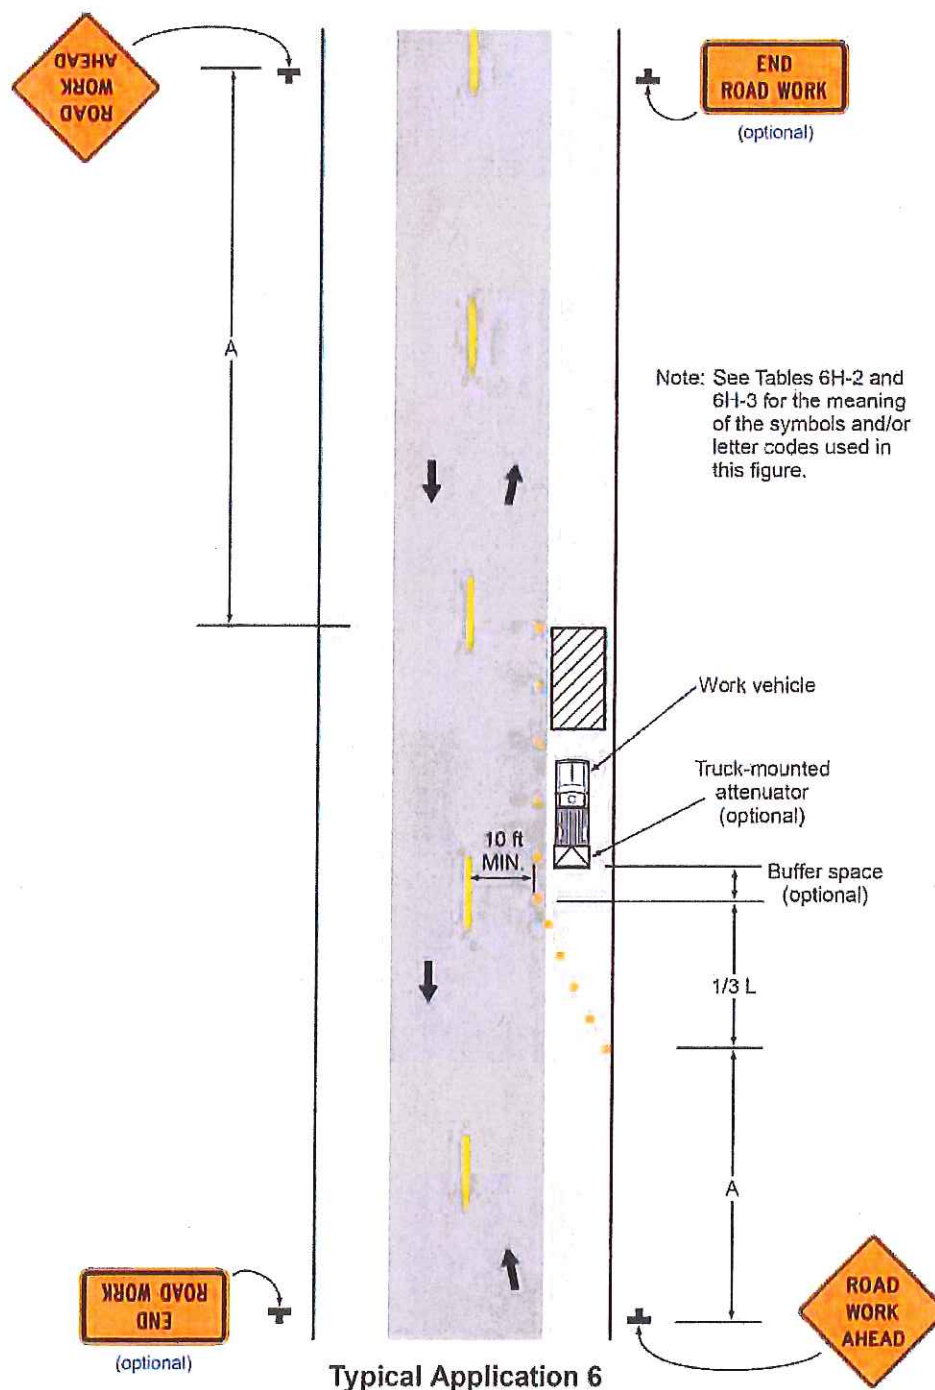 ROAD
WORK
AHEAD
END
ROAD WORK
(optional)
A
Note: See Tables 6H-2 and
6H-3 for the meaning
of the symbols and/or
letter codes used in
this figure.
Work vehicle
Truck-mounted
attenuator
(optional)
10 ft
MIN.
Buffer space
(optional)
1/3 L
A
END
ROAD WORK
(optional)
ROAD
WORK
AHEAD
Typical Application 6